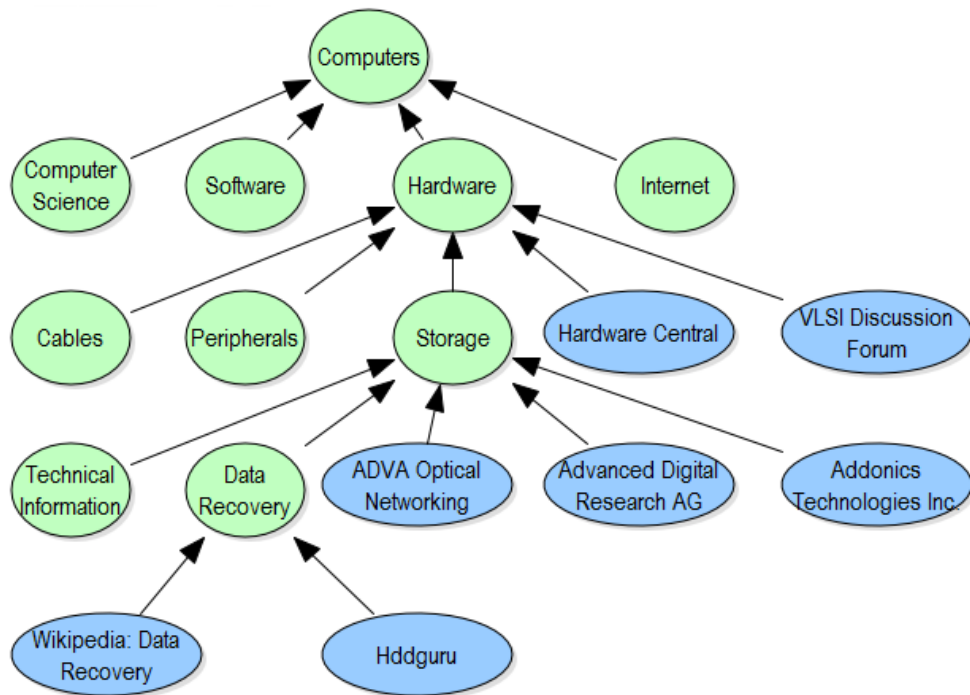 Computers
Computer
Science
Software
Hardware
Internet
Cables
Peripherals
Storage
Hardware Central
VLSI Discussion
Forum
Technical
Information
Data
Recovery
ADVA Optical
Networking
Advanced Digital
Research AG
Addonics
Technologies Inc.
Wikipedia: Data
Recovery
Hddguru